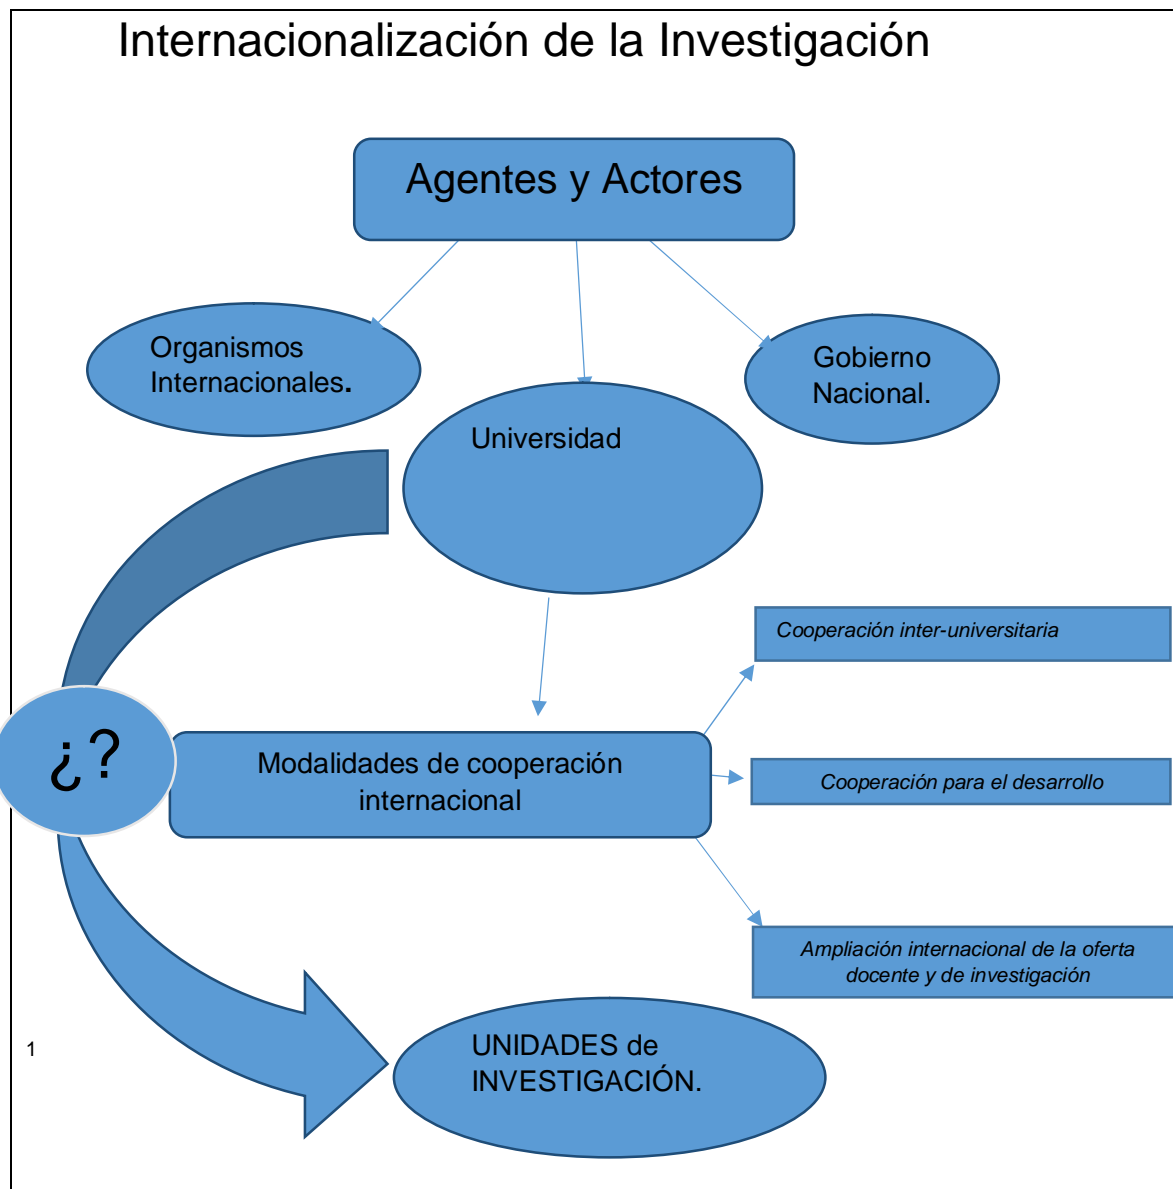 Internacionalización de la Investigación
Agentes y Actores
Organismos
Internacionales.
Gobierno
Nacional.
Universidad
Cooperación inter-universitaria
¿?
Modalidades de cooperación
internacional
Cooperación para el desarrollo
Ampliación internacional de la oferta
docente y de investigación
1
UNIDADES de
INVESTIGACIÓN.